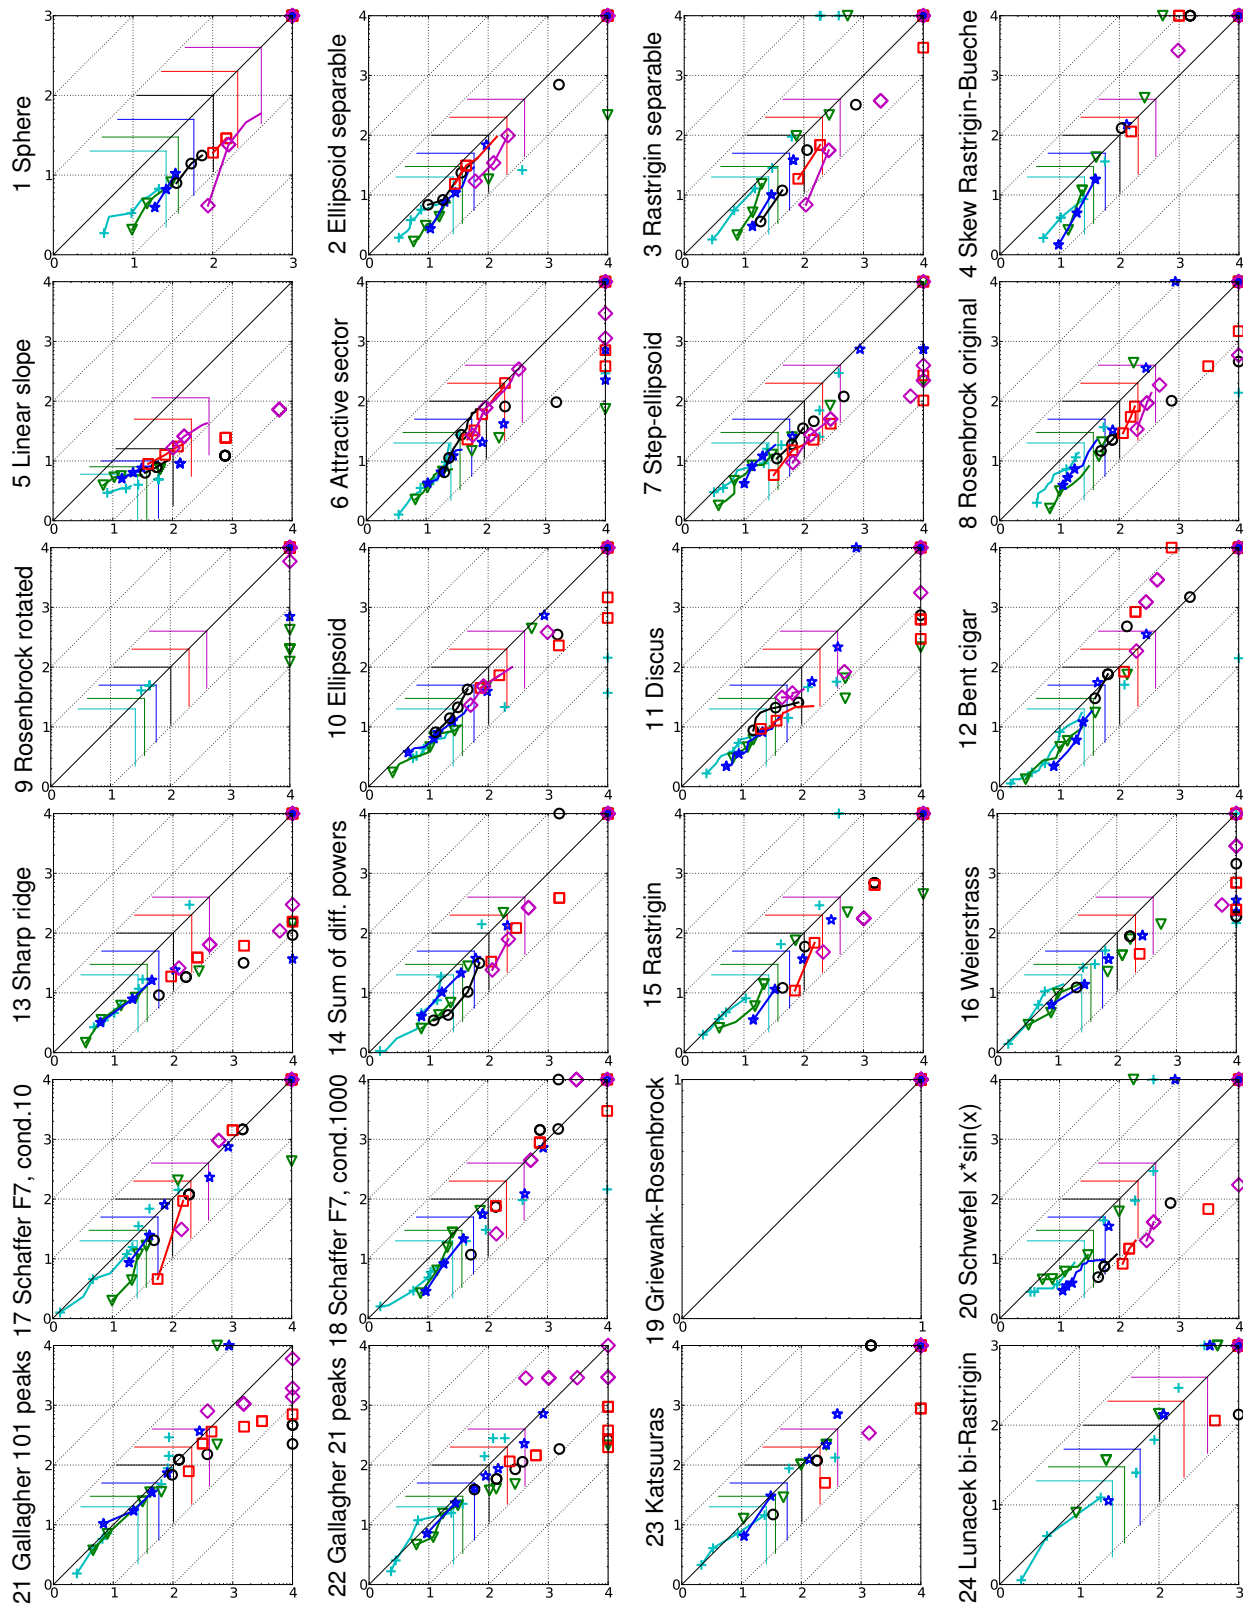 1 Sphere
2 Ellipsoid separable
3 Rastrigin separable
4 Skew Rastrigin-Bueche
5 Linear slope
6 Attractive sector
7 Step-ellipsoid
8 Rosenbrock original
9 Rosenbrock rotated
10 Ellipsoid
11 Discus
12 Bent cigar
13 Sharp ridge
14 Sum of diff. powers
15 Rastrigin
16 Weierstrass
17 Schaffer F7, cond.10
18 Schaffer F7, cond.1000
19 Griewank-Rosenbrock
20 Schwefel x*sin(x)
21 Gallagher 101 peaks
22 Gallagher 21 peaks
23 Katsuuras
24 Lunacek bi-Rastrigin